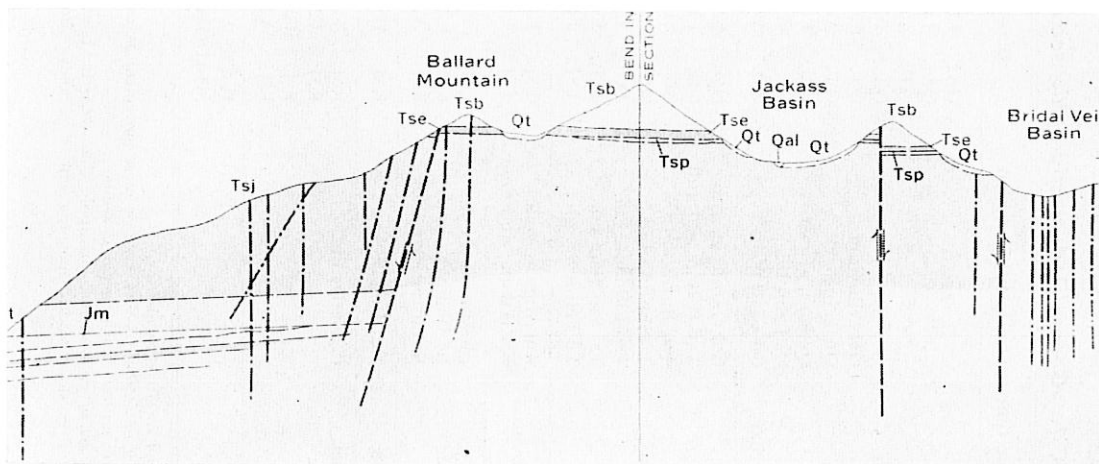 BEND IN
SECTION
Ballard
Mountain
Tsb
Tsb
Jackass
Basin
Tsb
Bridal Vei
Basin
Tse
Qt
Tse
Qt
Qal
Qt
Tse
Qt
Tsp
Tsp
Tsj
t
Jm